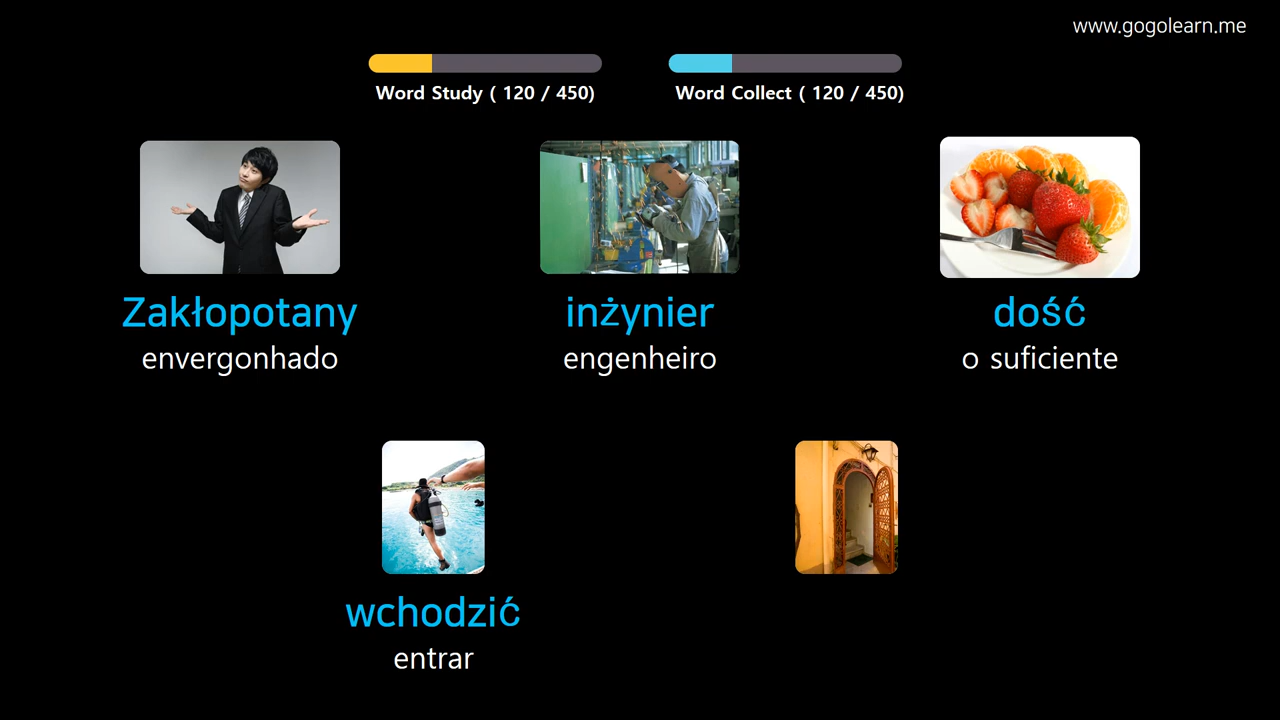 www.gogolearn.me
Word Study ( 120 / 450)
Word Collect ( 120 / 450)
Zakłopotany
envergonhado
inżynier
engenheiro
dość
o suficiente
wchodzić
entrar